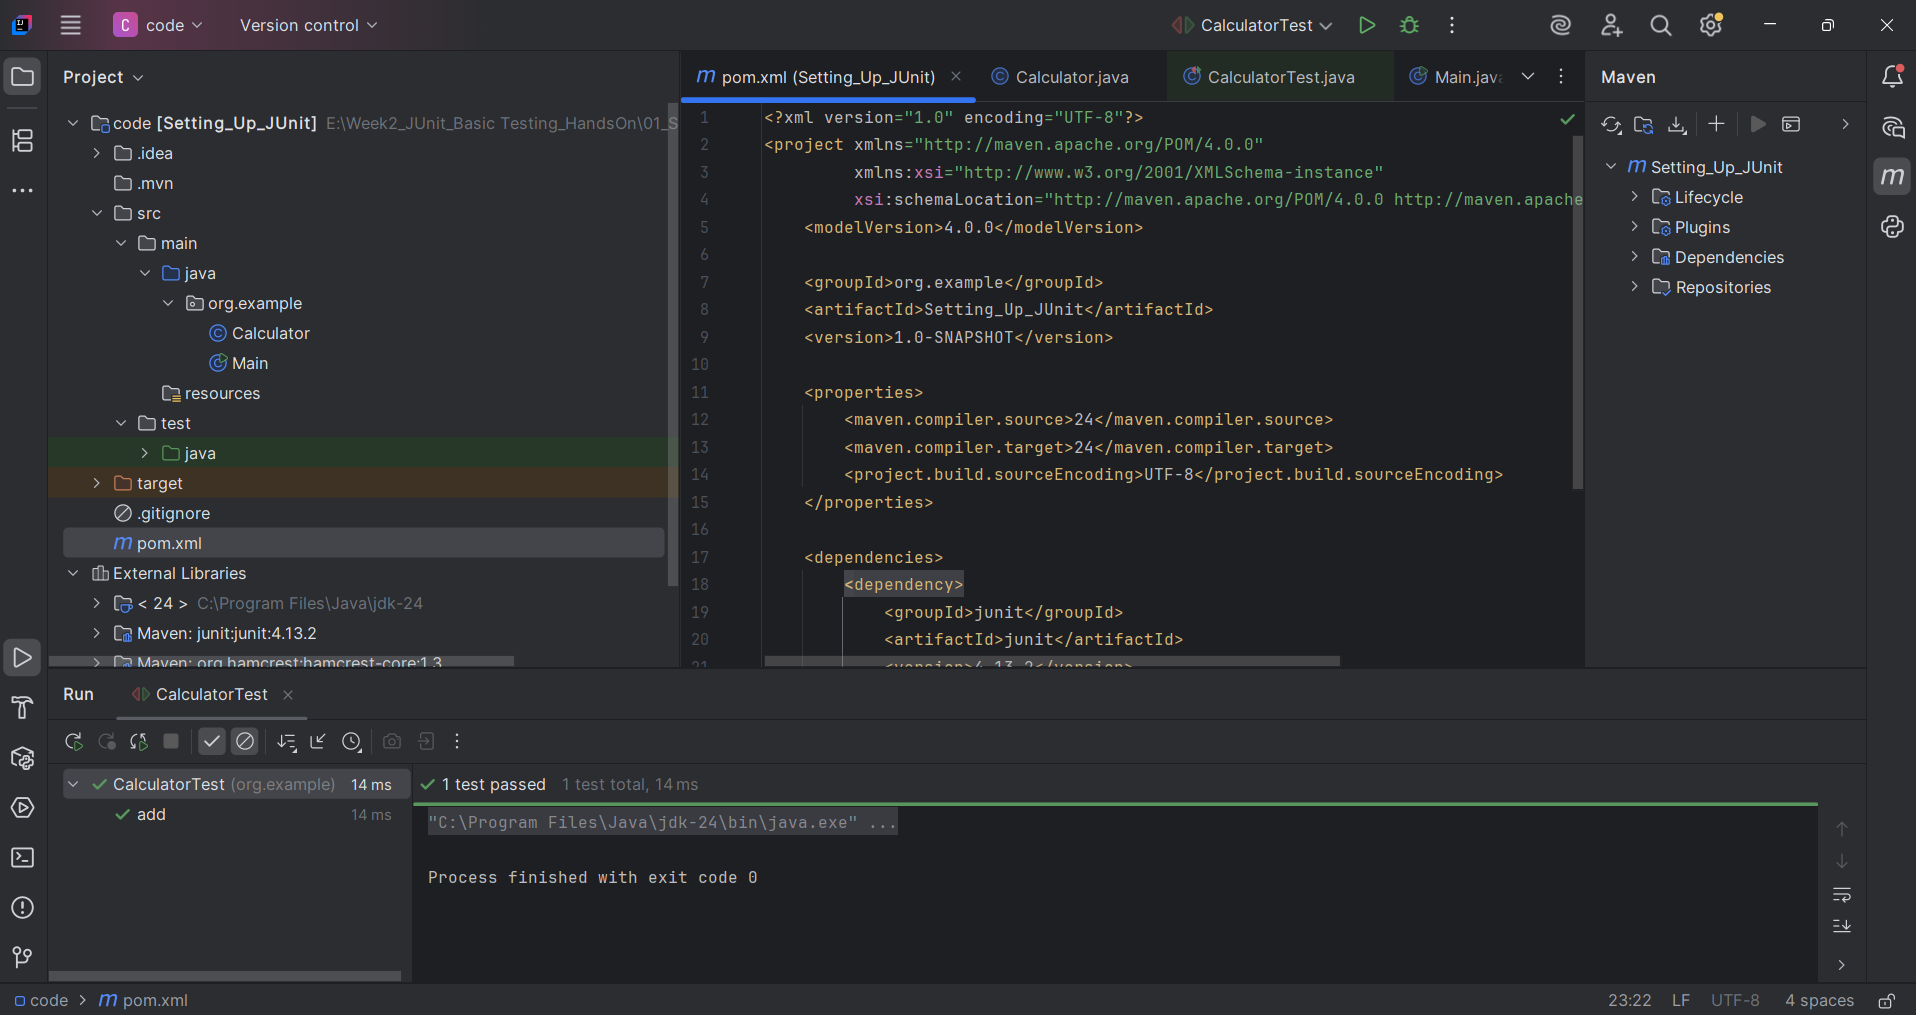 C code Version control CalculatorTest
Project
code [Setting_Up_JUnit] E:\Week2_JUnit_Basic Testing_HandsOn\01_S
.idea
.mvn
src
main
java
org.example
Calculator
Main
resources
test
java
target
.gitignore
pom.xml
External Libraries
< 24 > C:\Program Files\Java\jdk-24
Maven: junit:junit:4.13.2
Maven: org.hamcrest:hamcrest-core:1.3
pom.xml (Setting_Up_JUnit) Calculator.java CalculatorTest.java Main.java
1 <?xml version="1.0" encoding="UTF-8"?>
2 <project xmlns="http://maven.apache.org/POM/4.0.0"
3 xmlns:xsi="http://www.w3.org/2001/XMLSchema-instance"
4 xsi:schemaLocation="http://maven.apache.org/POM/4.0.0 http://maven.apache
5 <modelVersion>4.0.0</modelVersion>
6
7 <groupId>org.example</groupId>
8 <artifactId>Setting_Up_JUnit</artifactId>
9 <version>1.0-SNAPSHOT</version>
10
11 <properties>
12 <maven.compiler.source>24</maven.compiler.source>
13 <maven.compiler.target>24</maven.compiler.target>
14 <project.build.sourceEncoding>UTF-8</project.build.sourceEncoding>
15 </properties>
16
17 <dependencies>
18 <dependency>
19 <groupId>junit</groupId>
20 <artifactId>junit</artifactId>
21 <version>4.13.2</version>
Maven
Setting_Up_JUnit
Lifecycle
Plugins
Dependencies
Repositories
Run CalculatorTest
CalculatorTest (org.example) 14 ms
add 14 ms
1 test passed 1 test total, 14 ms
"C:\Program Files\Java\jdk-24\bin\java.exe" ...
Process finished with exit code 0
code > pom.xml 23:22 LF UTF-8 4 spaces